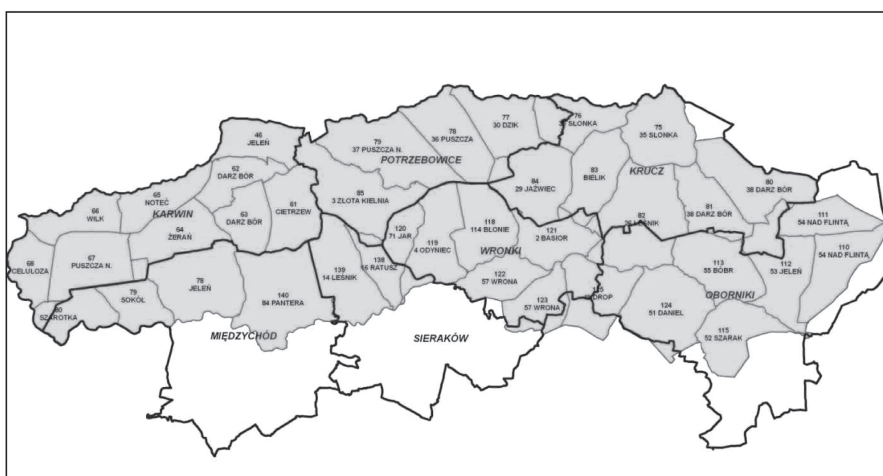 46
JELEŃ
62
DARZ BÓR
65
NOTEĆ
KARWIN
61
CIETRZEW
66
WILK
63
DARZ BÓR
64
ŻERAŃ
68
CELULOZA
67
PUSZCZA N.
80
SZAROTKA
79
SOKÓŁ
78
JELEŃ
140
84 PANTERA
MIĘDZYCHÓD
79
37 PUSZCZA N.
78
36 PUSZCZA
77
30 DZIK
POTRZEBOWICE
85
3 ZŁOTA KIELNIA
76
SŁONKA
75
35 SŁONKA
84
29 JAŹWIEC
83
BIELIK
KRUCZ
80
38 DARZ BÓR
81
38 DARZ BÓR
82
LEŚNIK
120
71 JAR
119
4 ODYNIEC
118
114 BŁONIE
WRONKI
121
2 BASIOR
122
57 WRONA
123
57 WRONA
139
14 LEŚNIK
138
RATUSZ
SIERAKÓW
111
54 NAD FLINTĄ
110
54 NAD FLINTĄ
113
55 BÓBR
112
53 JELEŃ
OBORNIKI
124
51 DANIEL
115
52 SZARAK